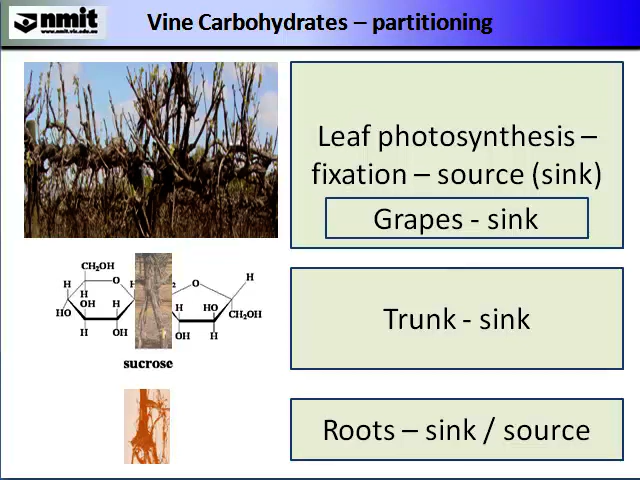 nmit
www.nmit.vic.edu.au
Vine Carbohydrates – partitioning
Leaf photosynthesis –
fixation – source (sink)
Grapes - sink
CH₂OH
H
O
H
H
OH
H
HO
H
OH
O
H
H
HO
CH₂OH
OH
H
sucrose
Trunk - sink
Roots – sink / source